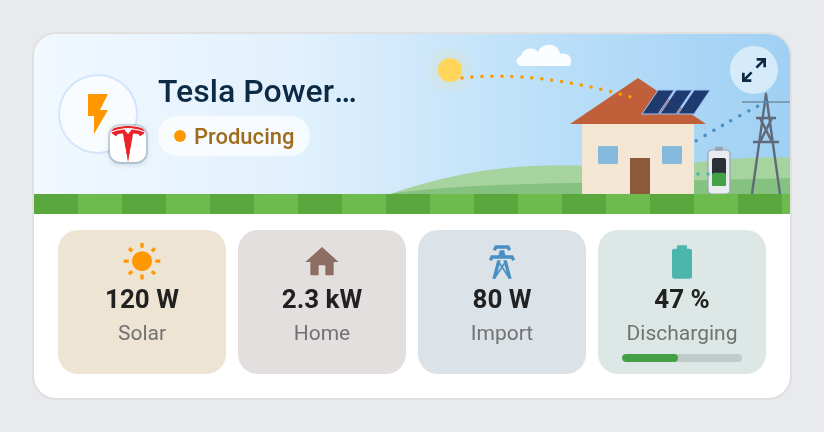 Tesla Power…
Producing
120 W
Solar
2.3 kW
Home
80 W
Import
47 %
Discharging